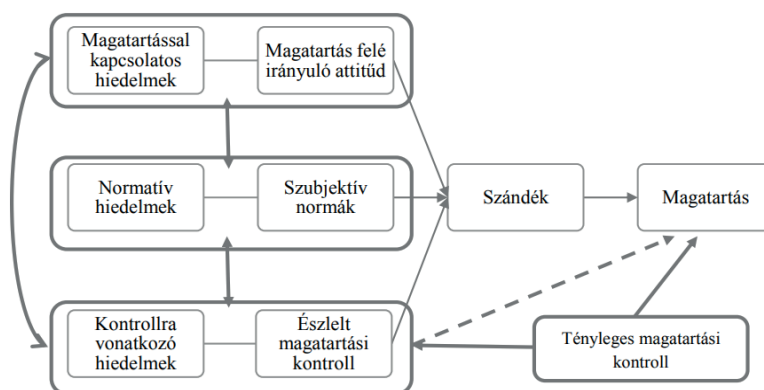 Magatartással
kapcsolatos
hiedelmek
Magatartás felé
irányuló attitűd
Normatív
hiedelmek
Szubjektív
normák
Szándék
Magatartás
Kontrollra
vonatkozó
hiedelmek
Észlelt
magatartási
kontroll
Tényleges magatartási
kontroll